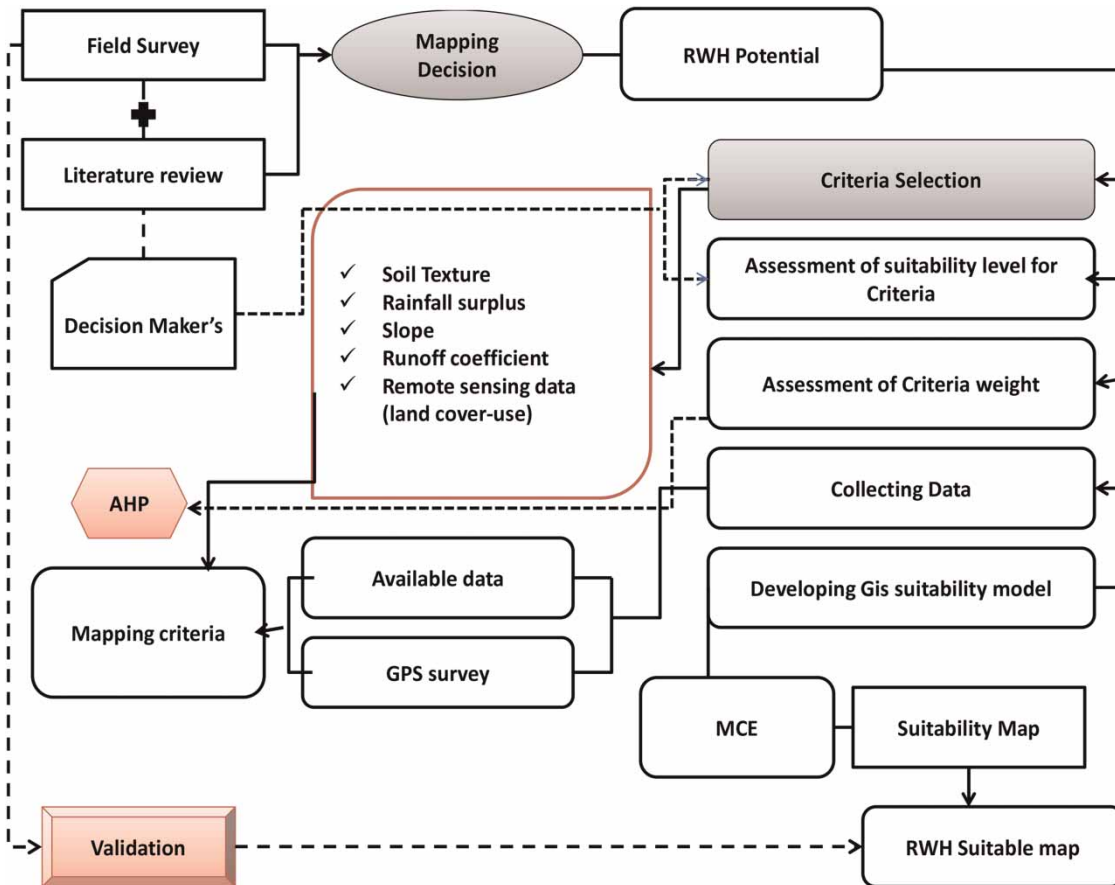 Field Survey
Mapping
Decision
RWH Potential
Literature review
Criteria Selection
Decision Maker's
✓ Soil Texture
✓ Rainfall surplus
✓ Slope
✓ Runoff coefficient
✓ Remote sensing data
(land cover-use)
Assessment of suitability level for
Criteria
Assessment of Criteria weight
AHP
Collecting Data
Mapping criteria
Available data
GPS survey
Developing Gis suitability model
MCE
Suitability Map
Validation
RWH Suitable map